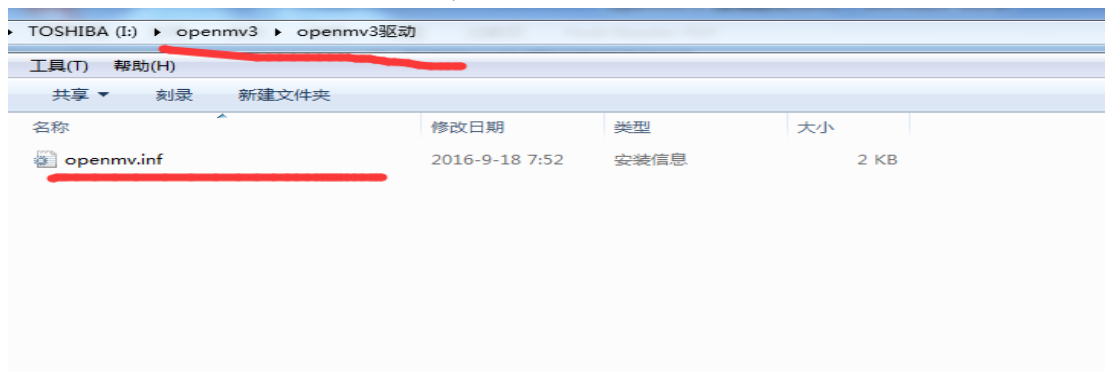 TOSHIBA (I:) ▸ openmv3 ▸ openmv3驱动
工具(T) 帮助(H)
共享 ▼ 刻录 新建文件夹
名称 修改日期 类型 大小
openmv.inf 2016-9-18 7:52 安装信息 2 KB